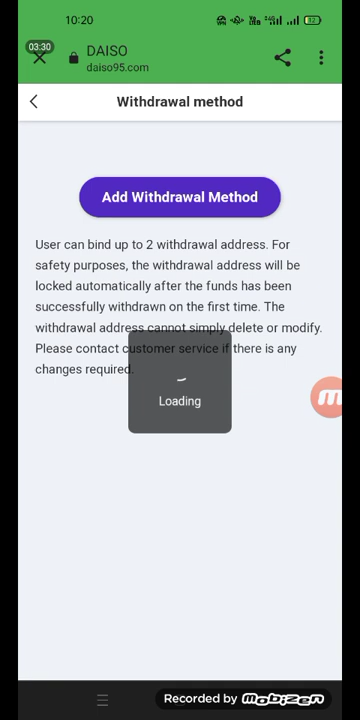 10:20
32
03:30
DAISO
daiso95.com
Withdrawal method
Add Withdrawal Method
User can bind up to 2 withdrawal address. For
safety purposes, the withdrawal address will be
locked automatically after the funds has been
successfully withdrawn on the first time. The
withdrawal address cannot simply delete or modify.
Please contact customer service if there is any
changes required.
Loading
m
Recorded by mobizen